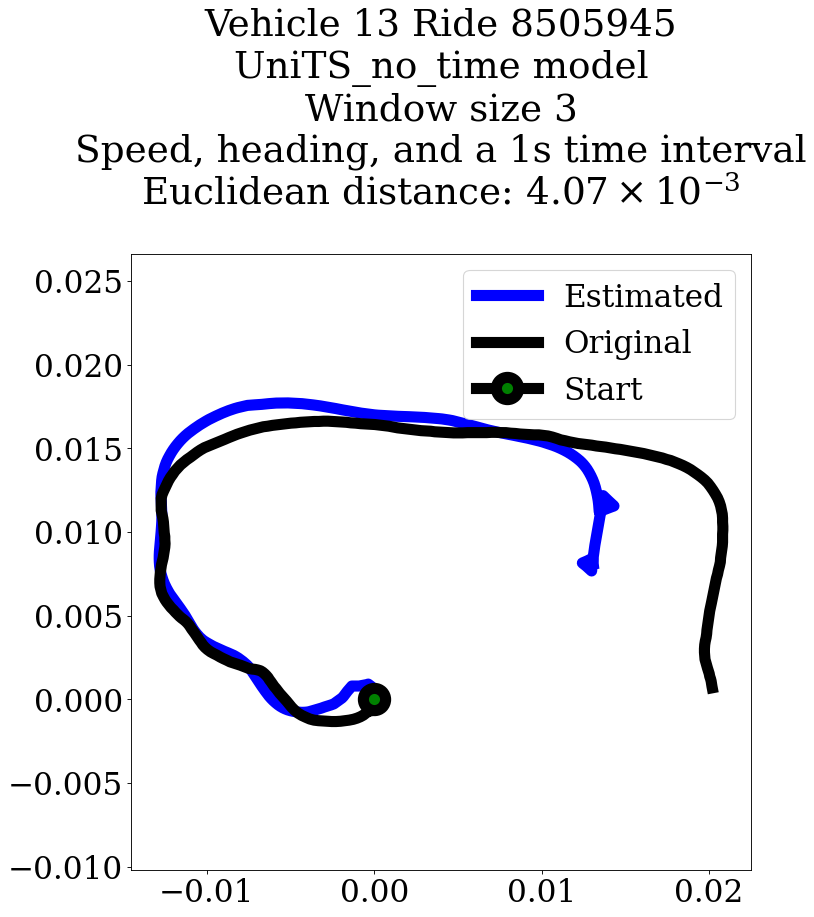 Vehicle 13 Ride 8505945
UniTS_no_time model
Window size 3
Speed, heading, and a 1s time interval
Euclidean distance: 4.07 × 10⁻³
Estimated
Original
Start
0.025
0.020
0.015
0.010
0.005
0.000
−0.005
−0.010
−0.01 0.00 0.01 0.02